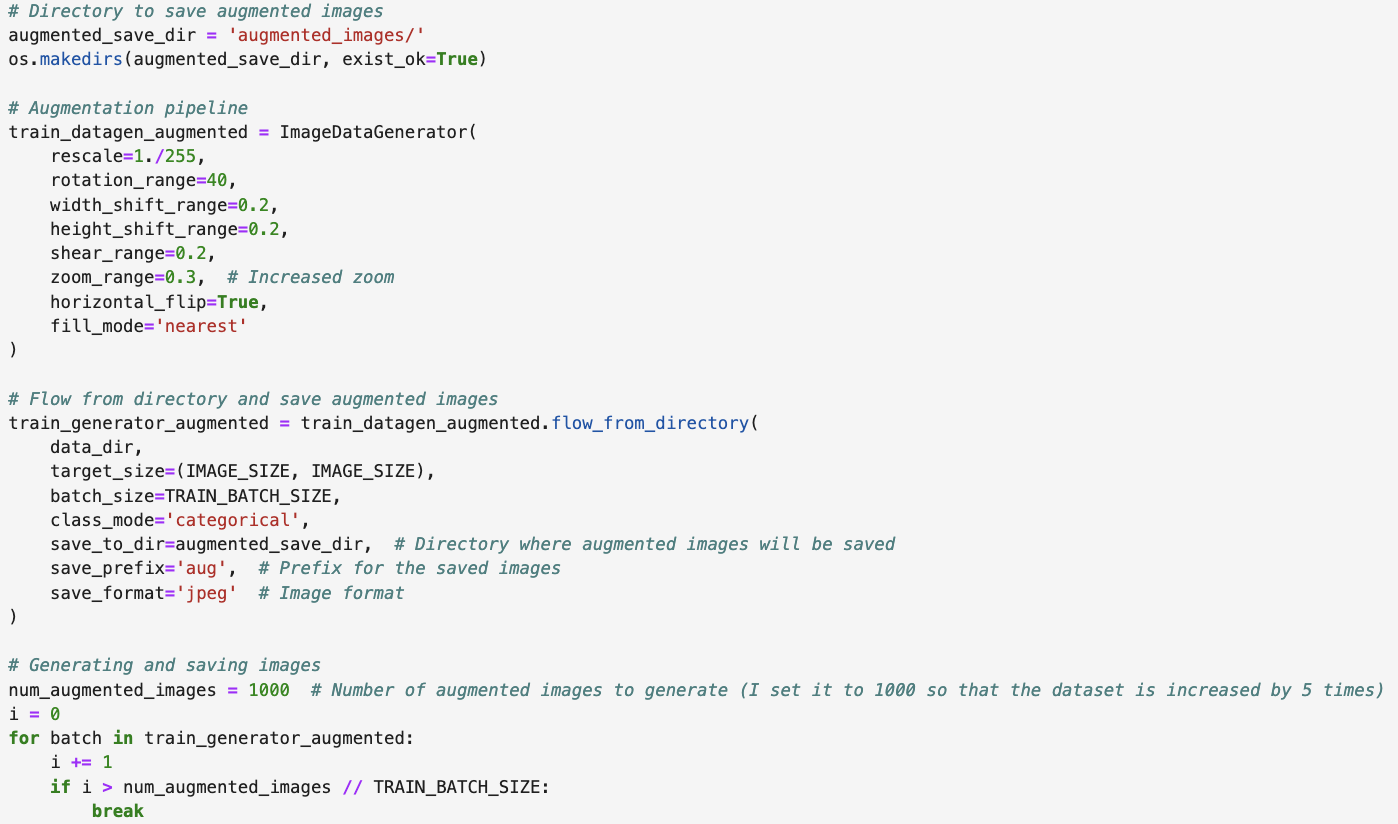 # Directory to save augmented images
augmented_save_dir = 'augmented_images/'
os.makedirs(augmented_save_dir, exist_ok=True)

# Augmentation pipeline
train_datagen_augmented = ImageDataGenerator(
    rescale=1./255,
    rotation_range=40,
    width_shift_range=0.2,
    height_shift_range=0.2,
    shear_range=0.2,
    zoom_range=0.3,  # Increased zoom
    horizontal_flip=True,
    fill_mode='nearest'
)

# Flow from directory and save augmented images
train_generator_augmented = train_datagen_augmented.flow_from_directory(
    data_dir,
    target_size=(IMAGE_SIZE, IMAGE_SIZE),
    batch_size=TRAIN_BATCH_SIZE,
    class_mode='categorical',
    save_to_dir=augmented_save_dir,  # Directory where augmented images will be saved
    save_prefix='aug',  # Prefix for the saved images
    save_format='jpeg'  # Image format
)

# Generating and saving images
num_augmented_images = 1000  # Number of augmented images to generate (I set it to 1000 so that the dataset is increased by 5 times)
i = 0
for batch in train_generator_augmented:
    i += 1
    if i > num_augmented_images // TRAIN_BATCH_SIZE:
        break